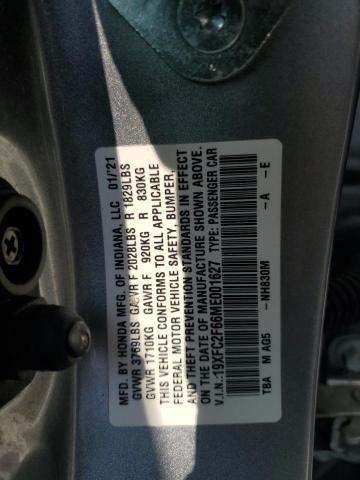 MFD. BY HONDA MFG. OF INDIANA, LLC 01/'21
GVWR 3769LBS GAWR F 2028LBS R 1829LBS
GVWR 1710KG GAWR F 920KG R 830KG
THIS VEHICLE CONFORMS TO ALL APPLICABLE
FEDERAL MOTOR VEHICLE SAFETY, BUMPER,
AND THEFT PREVENTION STANDARDS IN EFFECT
ON THE DATE OF MANUFACTURE SHOWN ABOVE.
V.I.N.:19XFC2F66ME001627 TYPE: PASSENGER CAR
TBA M AG5 -NH830M -A -E